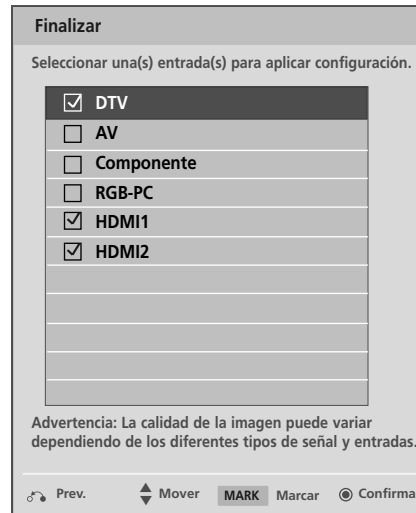 Finalizar
Seleccionar una(s) entrada(s) para aplicar configuración.
DTV
AV
Componente
RGB-PC
HDMI1
HDMI2
Advertencia: La calidad de la imagen puede variar
dependiendo de los diferentes tipos de señal y entradas.
Prev. Mover MARK Marcar Confirma